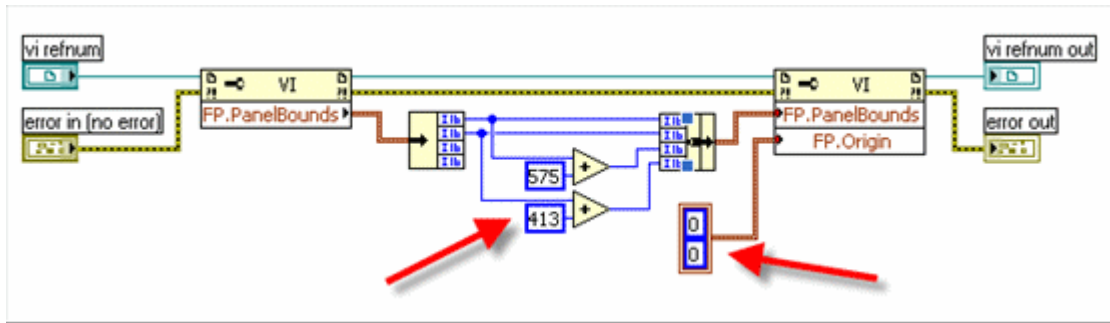 vi refnum
vi refnum out
VI
VI
error in (no error)
FP.PanelBounds
FP.PanelBounds
error out
FP.Origin
575
413
0
0